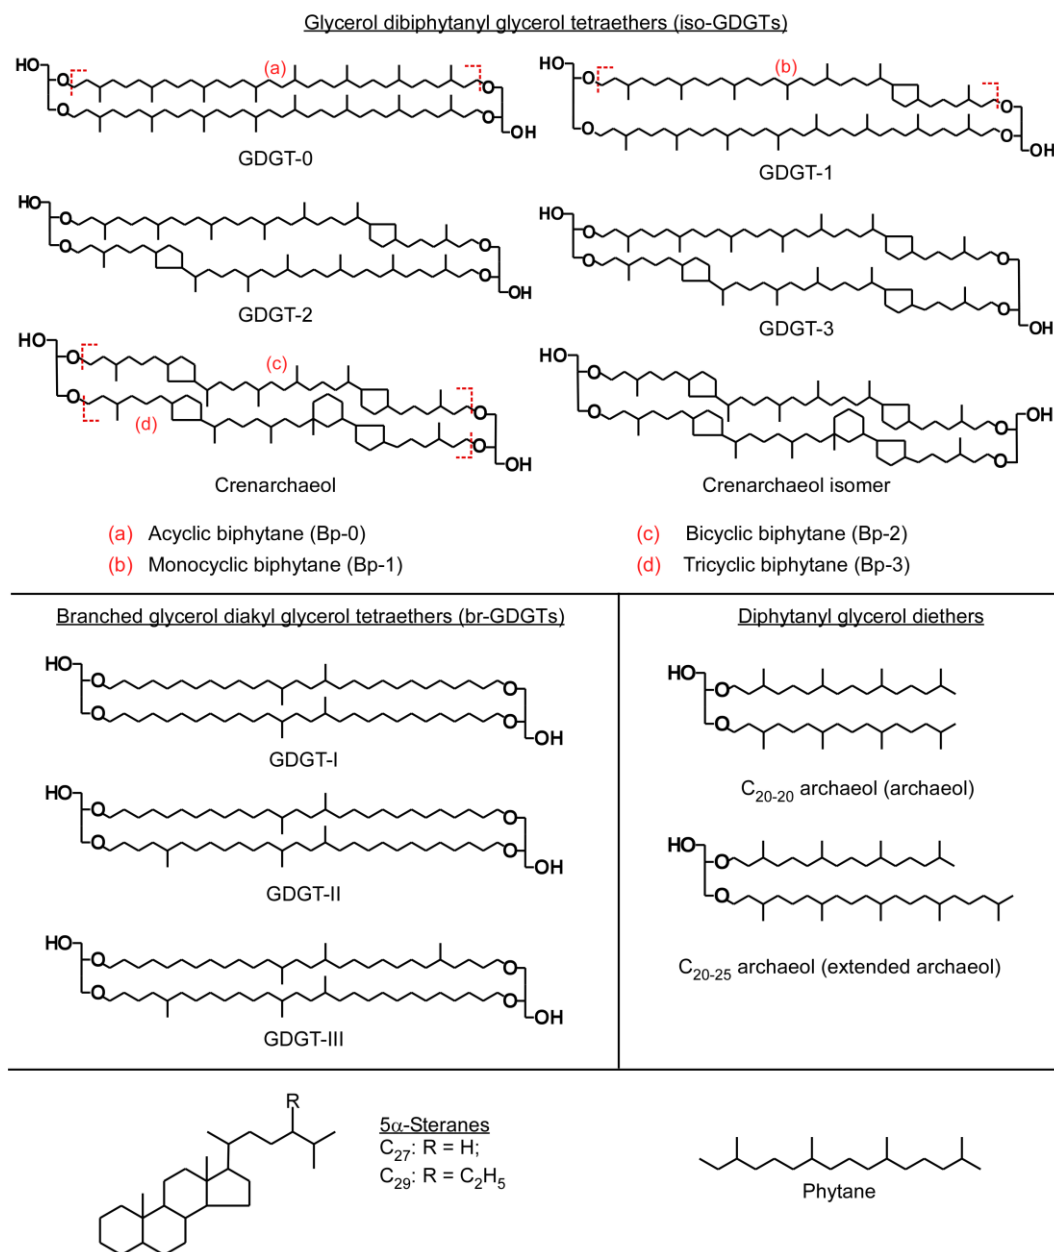 Glycerol dibiphytanyl glycerol tetraethers (iso-GDGTs)
HO O (a) O
O O
OH
GDGT-0
HO O (b) O
O O
OH
GDGT-1
HO O O
O O
OH
GDGT-2
HO O O
O O
OH
GDGT-3
HO O (c) O
O (d) O
OH
Crenarchaeol
O O OH
O O
Crenarchaeol isomer
(a) Acyclic biphytane (Bp-0)
(b) Monocyclic biphytane (Bp-1)
(c) Bicyclic biphytane (Bp-2)
(d) Tricyclic biphytane (Bp-3)
Branched glycerol diakyl glycerol tetraethers (br-GDGTs)
HO O O
O O
OH
GDGT-I
HO O O
O O
OH
GDGT-II
HO O O
O O
OH
GDGT-III
Diphytanyl glycerol diethers
HO
O
O
C20-20 archaeol (archaeol)
HO
O
O
C20-25 archaeol (extended archaeol)
R
5α-Steranes
C27: R = H;
C29: R = C2H5
Phytane